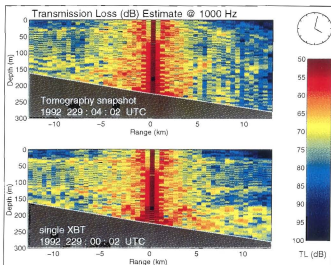 Transmission Loss (dB) Estimate @ 1000 Hz
Depth (m)
0
50
100
150
200
250
300
Tomography snapshot
1992 229 : 04 : 02 UTC
-10 -5 0 5 10
Range (km)
Depth (m)
0
50
100
150
200
250
300
single XBT
1992 229 : 00 : 02 UTC
-10 -5 0 5 10
Range (km)
50
55
60
65
70
75
80
85
90
95
100
TL (dB)